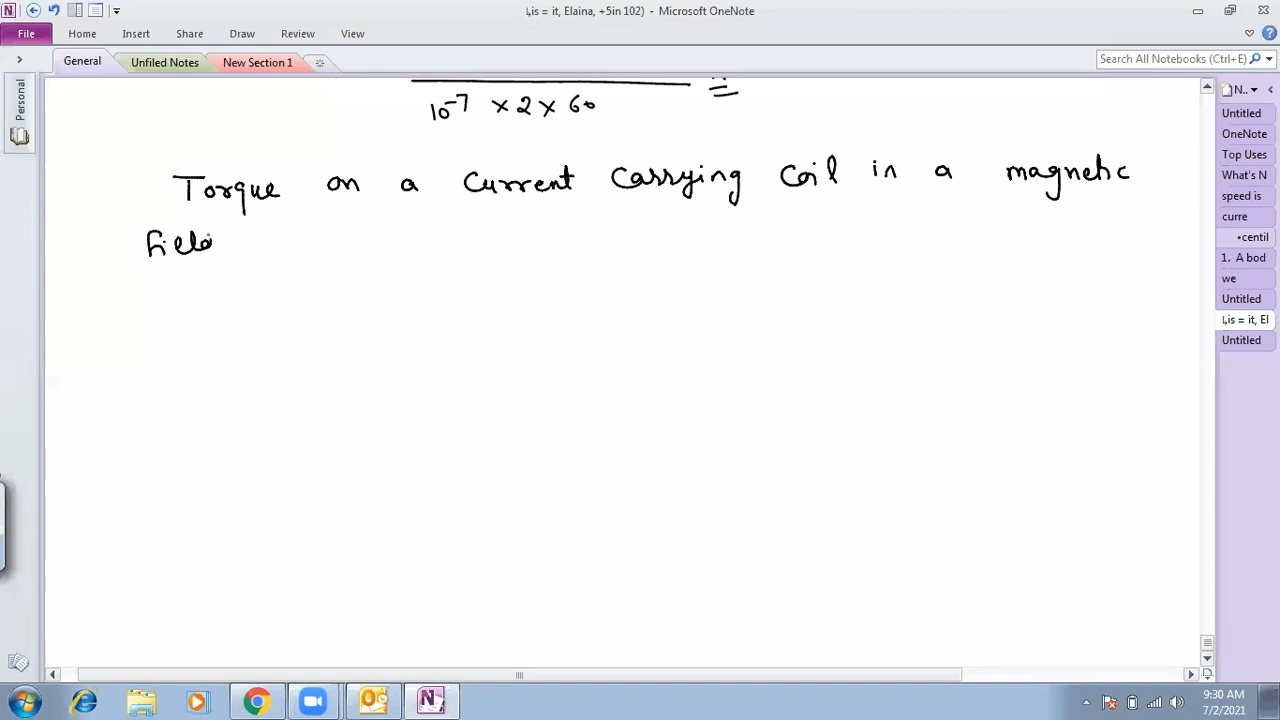 ,is = it, Elaina, +5in 102) - Microsoft OneNote
File Home Insert Share Draw Review View
General Unfiled Notes New Section 1
Search All Notebooks (Ctrl+E)
Personal
N..
Untitled
OneNote
Top Uses
What's N
speed is
curre
•centil
1. A bod
we
Untitled
,is = it, El
Untitled
10-7 × 2 × 60
Torque on a current carrying coil in a magnetic
9:30 AM
7/2/2021